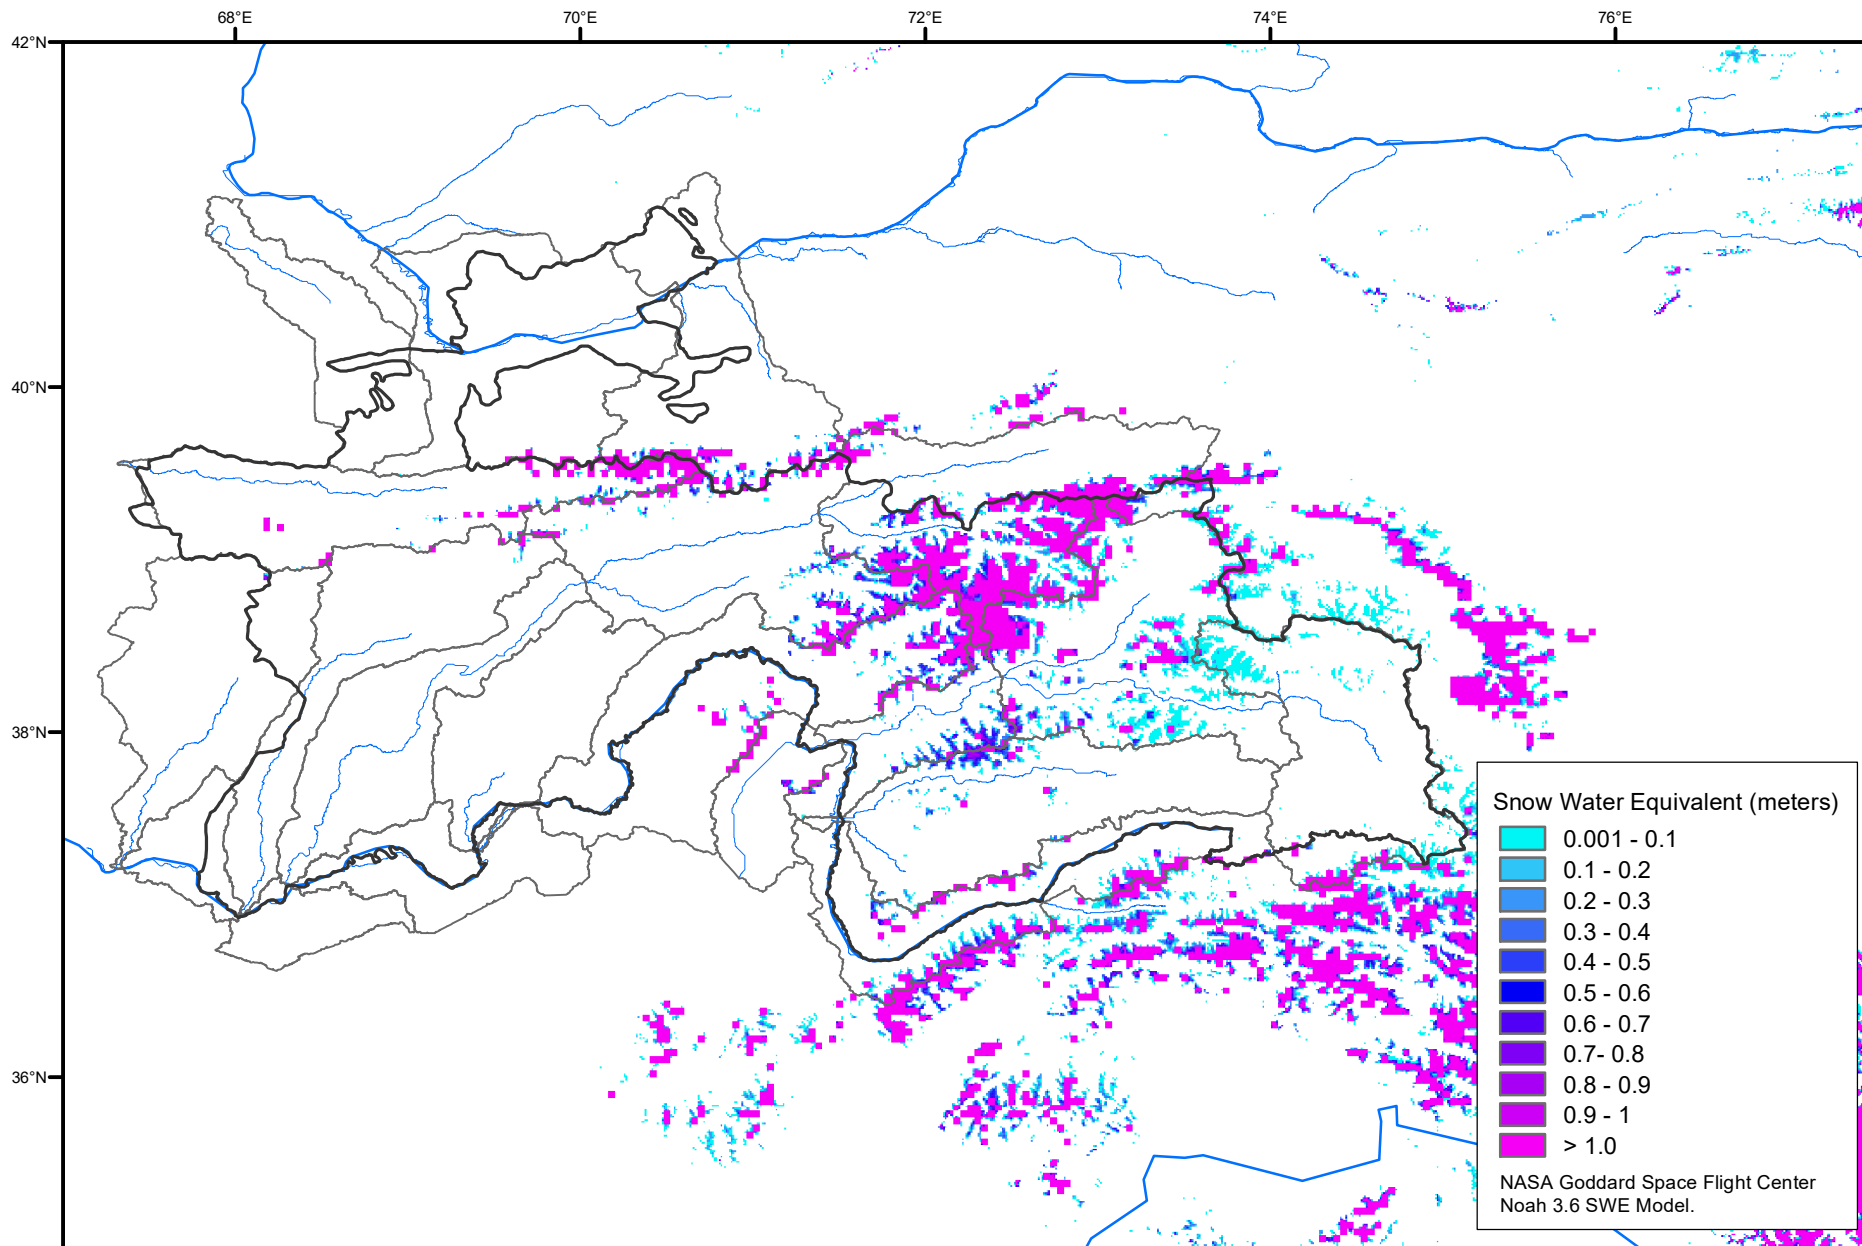 68°E 70°E 72°E 74°E 76°E
42°N
40°N
38°N
36°N
Snow Water Equivalent (meters)
0.001 - 0.1
0.1 - 0.2
0.2 - 0.3
0.3 - 0.4
0.4 - 0.5
0.5 - 0.6
0.6 - 0.7
0.7- 0.8
0.8 - 0.9
0.9 - 1
> 1.0
NASA Goddard Space Flight Center
Noah 3.6 SWE Model.